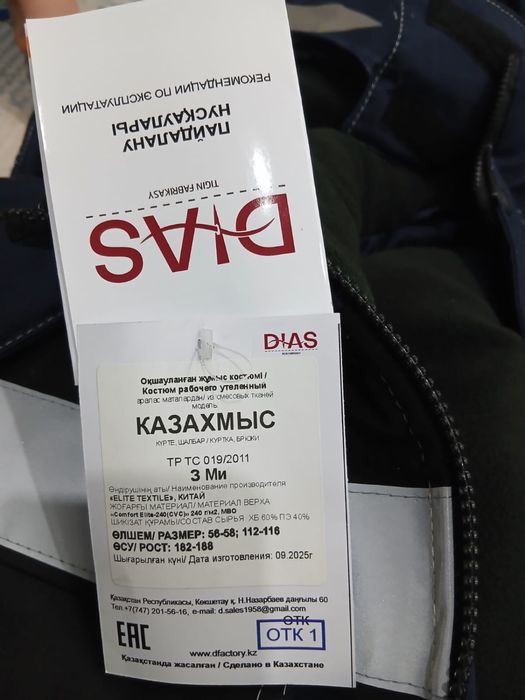 РЕКОМЕНДАЦИИ ПО ЭКСПЛУАТАЦИИ
ПАЙДАЛАНУ
НҰСҚАУЛАРЫ
TIGIN FABRIKASY
DIAS
DIAS
Оқшауланған жұмыс костюмі /
Костюм рабочего утеленный
аралас маталардан/ из смесовых тканей
модель
КАЗАХМЫС
КУРТЕ, ШАЛБАР / КУРТКА, БРЮКИ
ТР ТС 019/2011
З Ми
Өндірушінің аты/ Наименование производителя
«ELITE TEXTILE», КИТАЙ
ЖОҒАРҒЫ МАТЕРИАЛ/ МАТЕРИАЛ ВЕРХА
«Comfort Elite-240(CVC)» 240 г/м2, МВО
ШИКІЗАТ ҚҰРАМЫ/СОСТАВ СЫРЬЯ: ХБ 60% ПЭ 40%
ӨЛШЕМ/ РАЗМЕР: 56-58; 112-116
ӨСУ/ РОСТ: 182-188
Шығарылған күні/ Дата изготовления: 09.2025г
Қазақстан Республикасы, Көкшетау қ. Н.Назарбаев даңғылы 60
Тел.+7(747) 201-56-16, e-mail: d.sales1958@gmail.com
ОТК
ЕАС
ОТК 1
www.dfactory.kz
Қазақстанда жасалған / Сделано в Казахстане